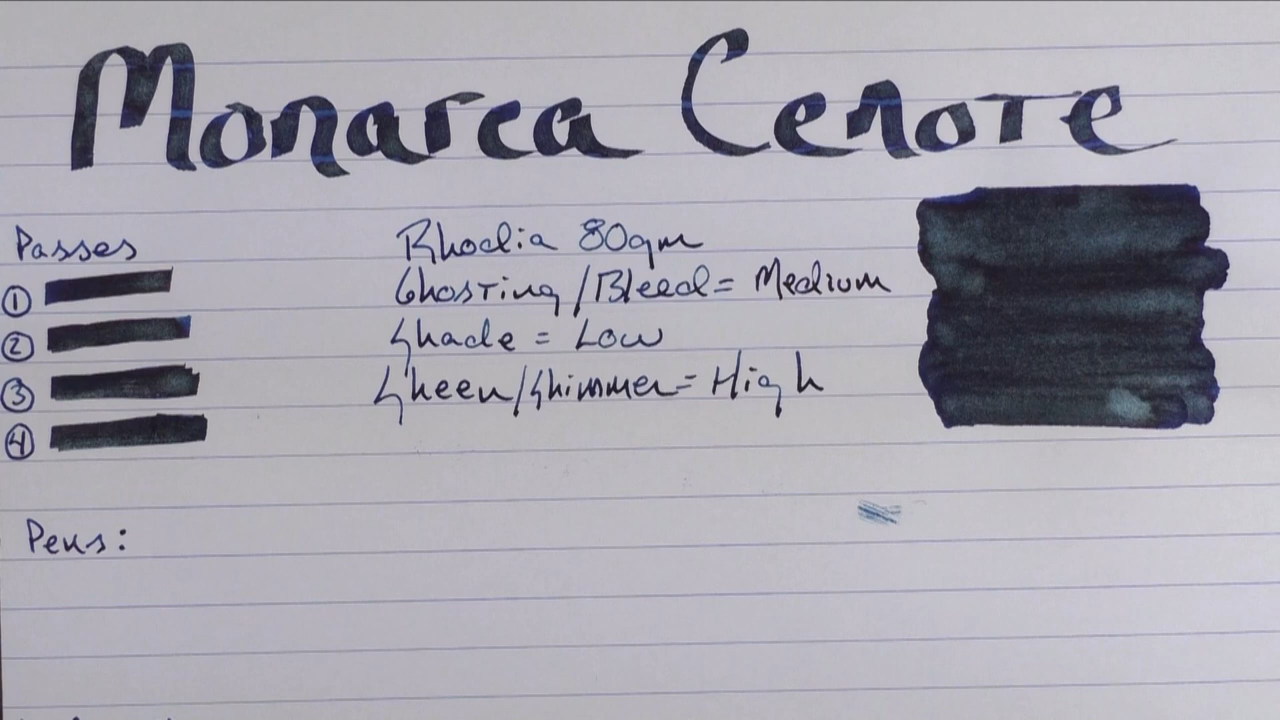 Monarca Cenote
Passes
1
2
3
4
Rhodia 80gm
Ghosting/Bleed = Medium
Shade = Low
Sheen/Shimmer = High
Pens: